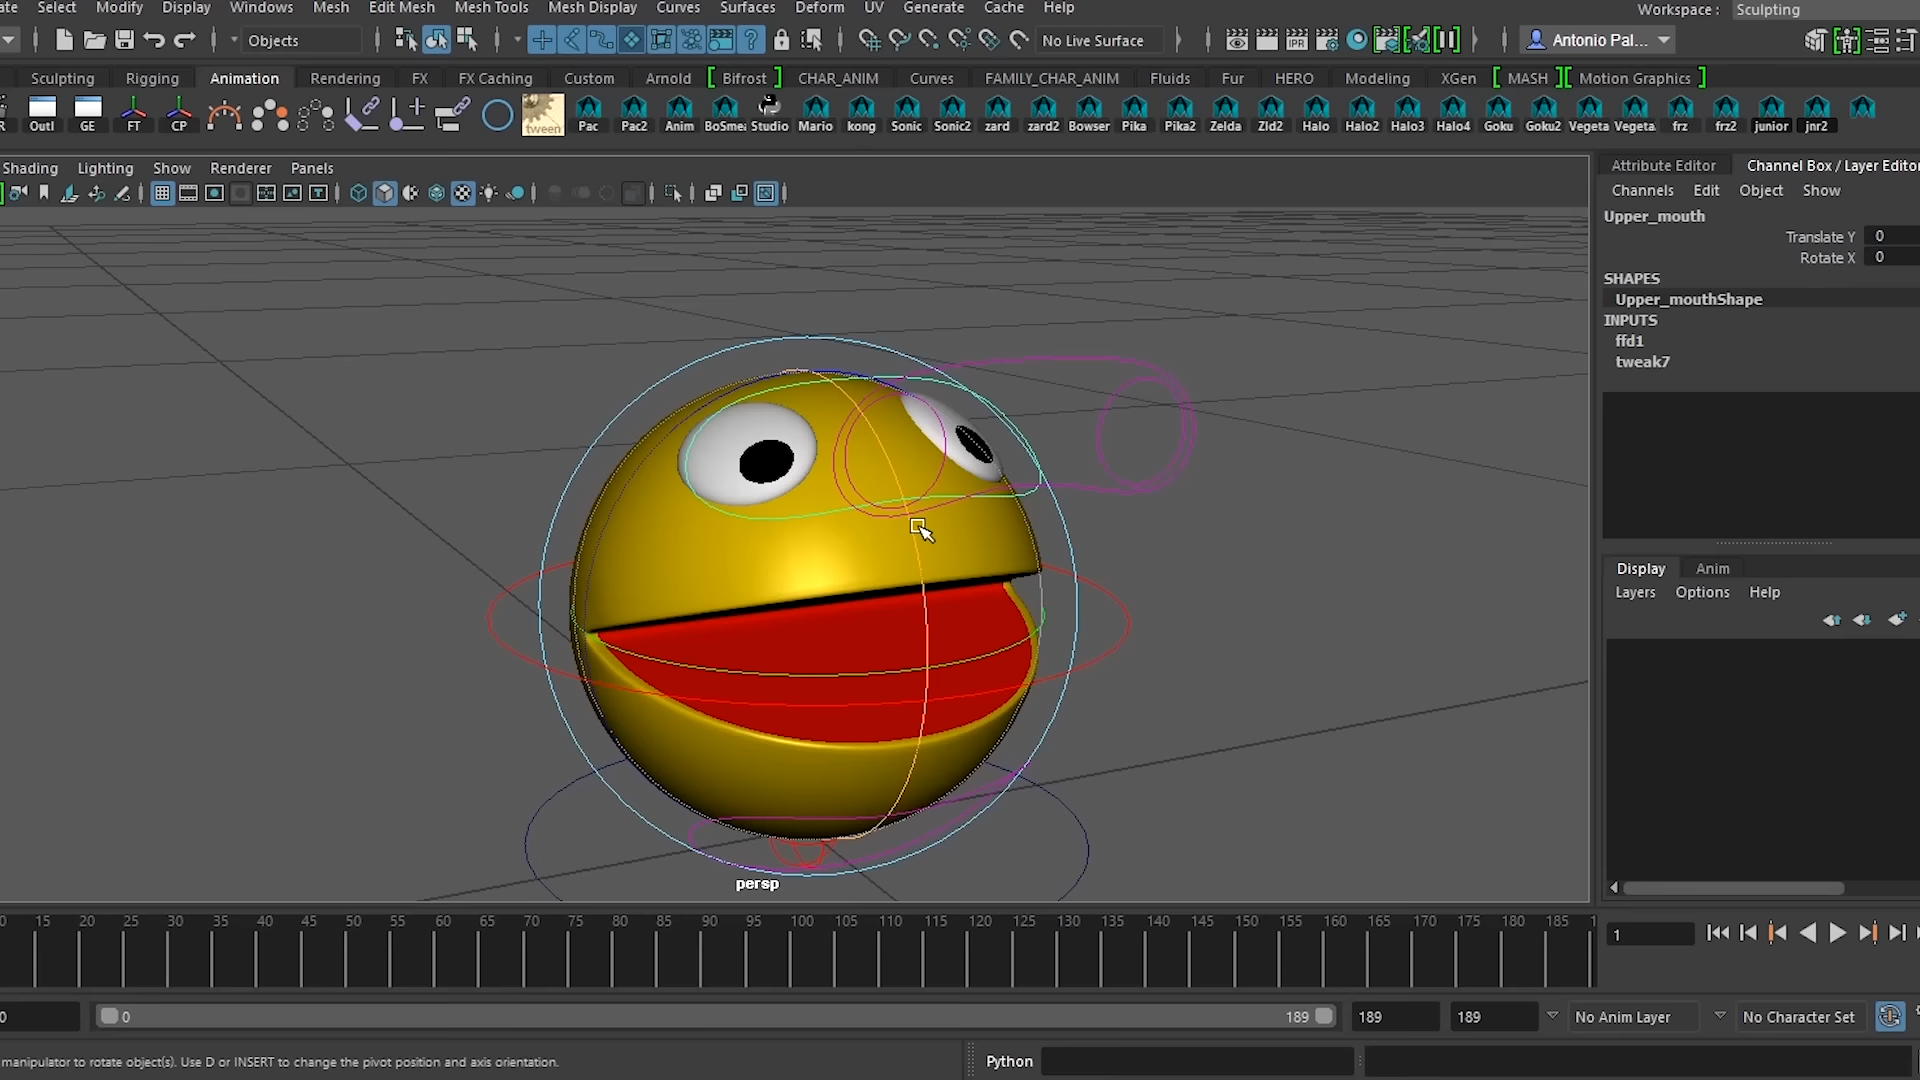 ate Select Modify Display Windows Mesh Edit Mesh Mesh Tools Mesh Display Curves Surfaces Deform UV Generate Cache Help
Workspace : Sculpting
Objects
No Live Surface
IPR
Antonio Pal...
Sculpting Rigging Animation Rendering FX FX Caching Custom Arnold Bifrost CHAR_ANIM Curves FAMILY_CHAR_ANIM Fluids Fur HERO Modeling XGen MASH Motion Graphics
R Outl GE FT CP tween Pac Pac2 Anim BoSmea Studio Mario kong Sonic Sonic2 zard zard2 Bowser Pika Pika2 Zelda Zld2 Halo Halo2 Halo3 Halo4 Goku Goku2 Vegeta Vegeta. frz frz2 junior jnr2
Shading Lighting Show Renderer Panels
Attribute Editor Channel Box / Layer Editor
Channels Edit Object Show
Upper_mouth
Translate Y 0
Rotate X 0
SHAPES
Upper_mouthShape
INPUTS
ffd1
tweak7
Display Anim
Layers Options Help
persp
0 15 20 25 30 35 40 45 50 55 60 65 70 75 80 85 90 95 100 105 110 115 120 125 130 135 140 145 150 155 160 165 170 175 180 185 1
1
0 0 189 189 189 No Anim Layer No Character Set
manipulator to rotate object(s). Use D or INSERT to change the pivot position and axis orientation.
Python